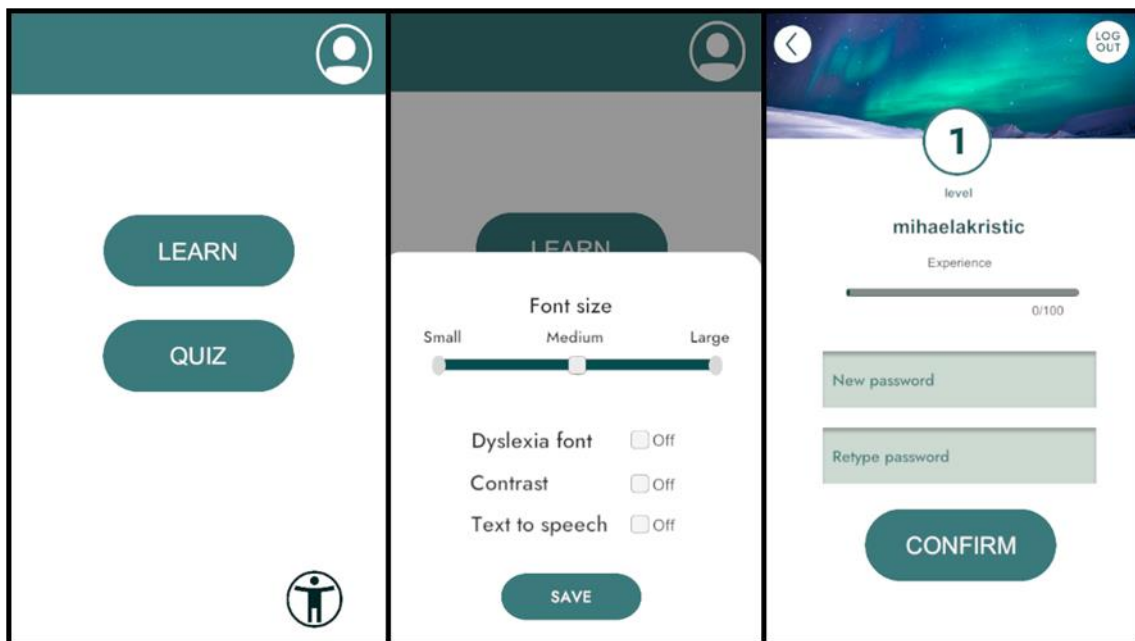 LEARN
QUIZ
LEARN
Font size
Small Medium Large
Dyslexia font Off
Contrast Off
Text to speech Off
SAVE
LOG
OUT
1
level
mihaelakristic
Experience
0/100
New password
Retype password
CONFIRM